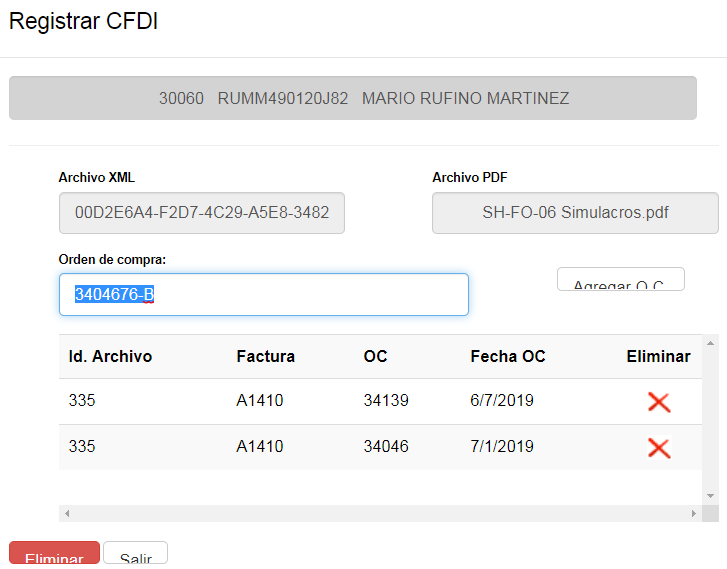 Registrar CFDI
30060 RUMM490120J82 MARIO RUFINO MARTINEZ
Archivo XML Archivo PDF
00D2E6A4-F2D7-4C29-A5E8-3482 SH-FO-06 Simulacros.pdf
Orden de compra:
3404676-B Agregar O.C.
Id. Archivo Factura OC Fecha OC Eliminar
335 A1410 34139 6/7/2019
335 A1410 34046 7/1/2019
Eliminar Salir